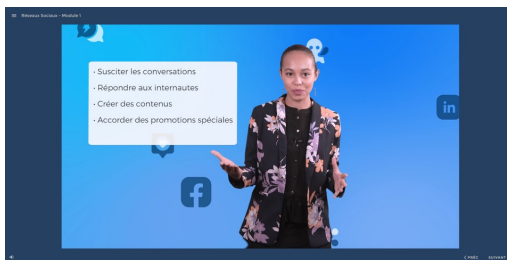 Réseaux Sociaux - Module 1
• Susciter les conversations
• Répondre aux internautes
• Créer des contenus
• Accorder des promotions spéciales
in
f
< PRÉC
SUIVANT